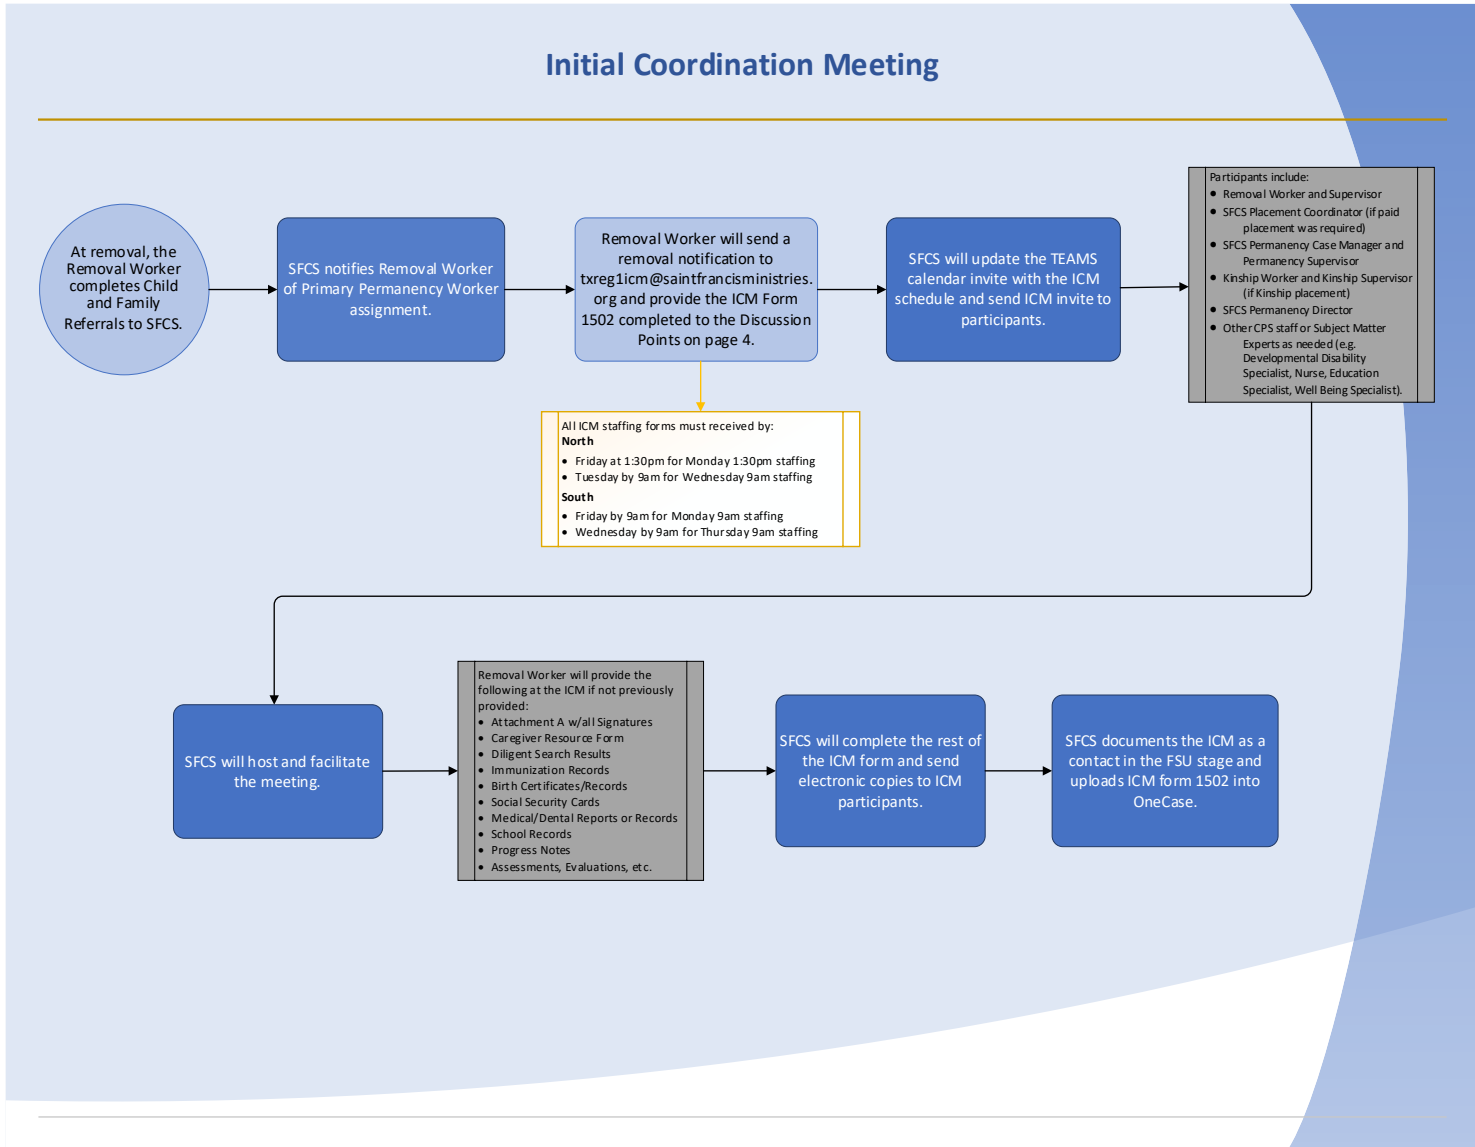 Initial Coordination Meeting
At removal, the
Removal Worker
completes Child
and Family
Referrals to SFCS.
SFCS notifies Removal Worker
of Primary Permancy Worker
assignment.
Removal Worker will send a
removal notification to
txreg1icm@saintfrancisministries.
org and provide the ICM Form
1502 completed to the Discussion
Points on page 4.
SFCS will update the TEAMS
calendar invite with the ICM
schedule and send ICM invite to
participants.
Participants include:
• Removal Worker and Supervisor
• SFCS Placement Coordinator (if paid
placement was required)
• SFCS Permanency Case Manager and
Permanency Supervisor
• Kinship Worker and Kinship Supervisor
(if Kinship placement)
• SFCS Permanency Director
• Other CPS staff or Subject Matter
Experts as needed (e.g.
Developmental Disability
Specialist, Nurse, Education
Specialist, Well Being Specialist).
All ICM staffing forms must received by:
North
• Friday at 1:30pm for Monday 1:30pm staffing
• Tuesday by 9am for Wednesday 9am staffing
South
• Friday by 9am for Monday 9am staffing
• Wednesday by 9am for Thursday 9am staffing
SFCS will host and facilitate
the meeting.
Removal Worker will provide the
following at the ICM if not previously
provided:
• Attachment A w/all Signatures
• Caregiver Resource Form
• Diligent Search Results
• Immunization Records
• Birth Certificates/Records
• Social Security Cards
• Medical/Dental Reports or Records
• School Records
• Progress Notes
• Assessments, Evaluations, etc.
SFCS will complete the rest of
the ICM form and send
electronic copies to ICM
participants.
SFCS documents the ICM as a
contact in the FSU stage and
uploads ICM form 1502 into
OneCase.